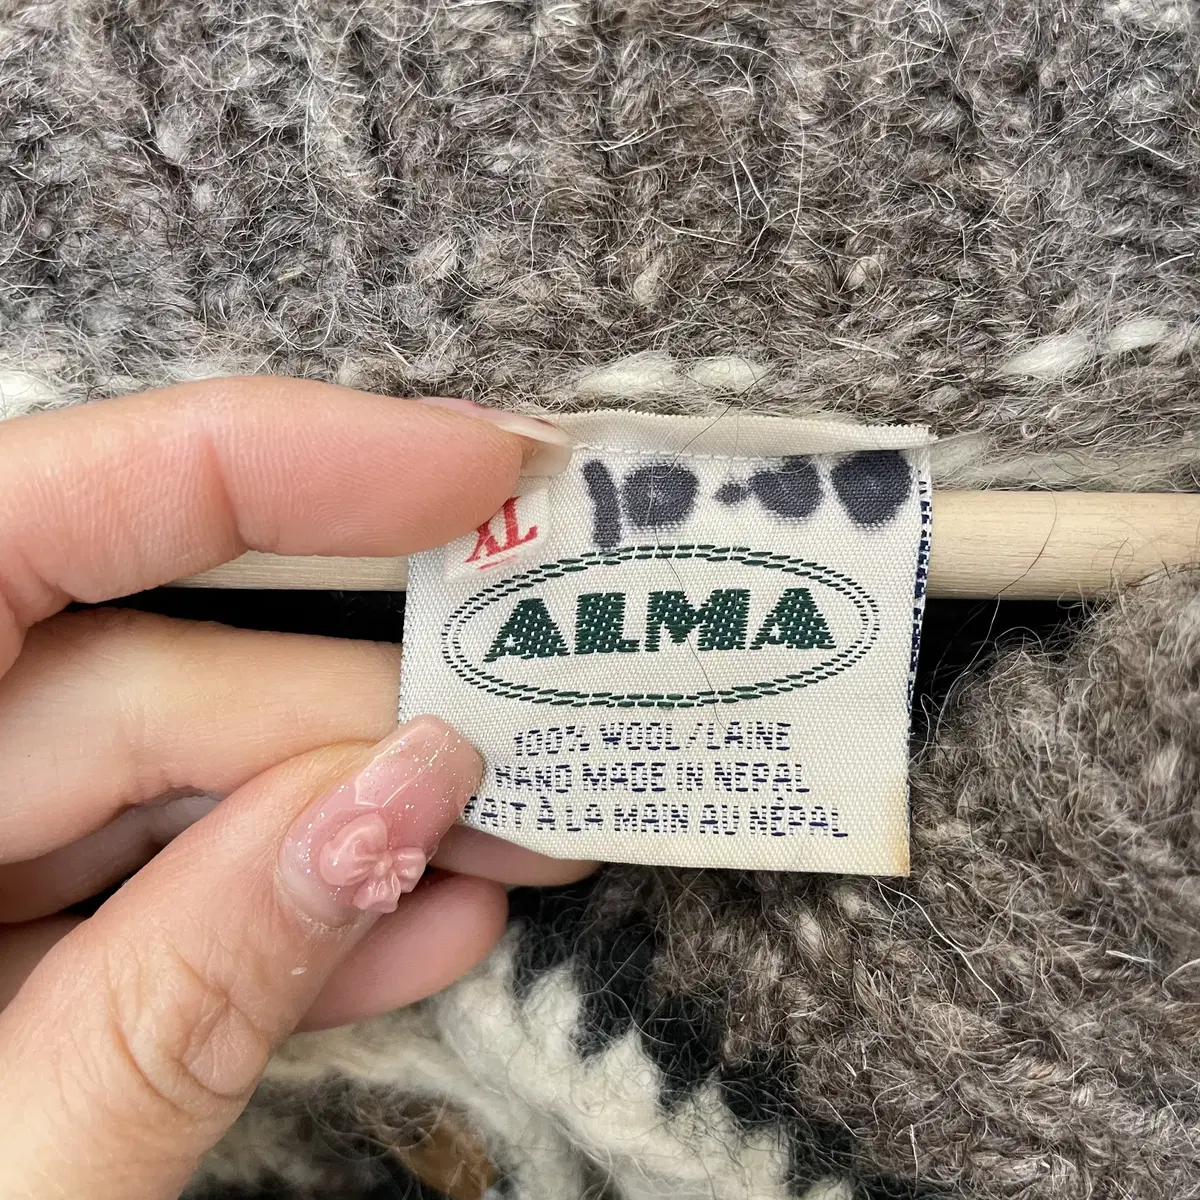 XL
10-00
ALMA
100% WOOL/LAINE
HAND MADE IN NEPAL
FAIT À LA MAIN AU NÉPAL